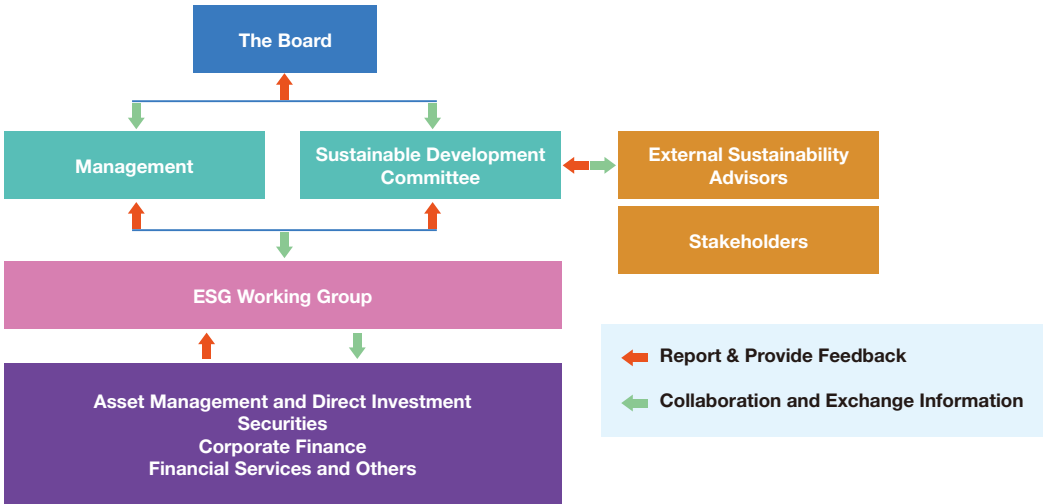 The Board
Management
Sustainable Development
Committee
External Sustainability
Advisors
Stakeholders
ESG Working Group
Report & Provide Feedback
Collaboration and Exchange Information
Asset Management and Direct Investment
Securities
Corporate Finance
Financial Services and Others